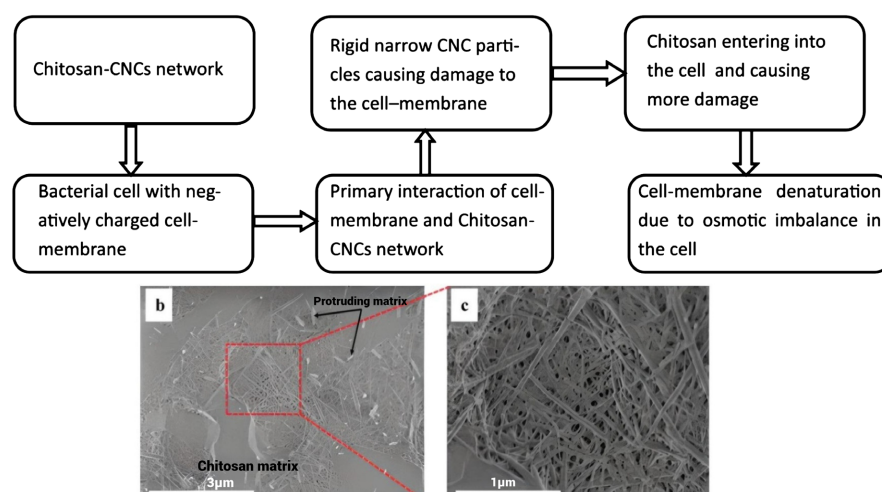 Chitosan-CNCs network
Bacterial cell with neg-
atively charged cell-
membrane
Primary interaction of cell-
membrane and Chitosan-
CNCs network
Rigid narrow CNC parti-
cles causing damage to
the cell–membrane
Chitosan entering into
the cell and causing
more damage
Cell-membrane denaturation
due to osmotic imbalance in
the cell
b
Protruding matrix
Chitosan matrix
3μm
c
1μm